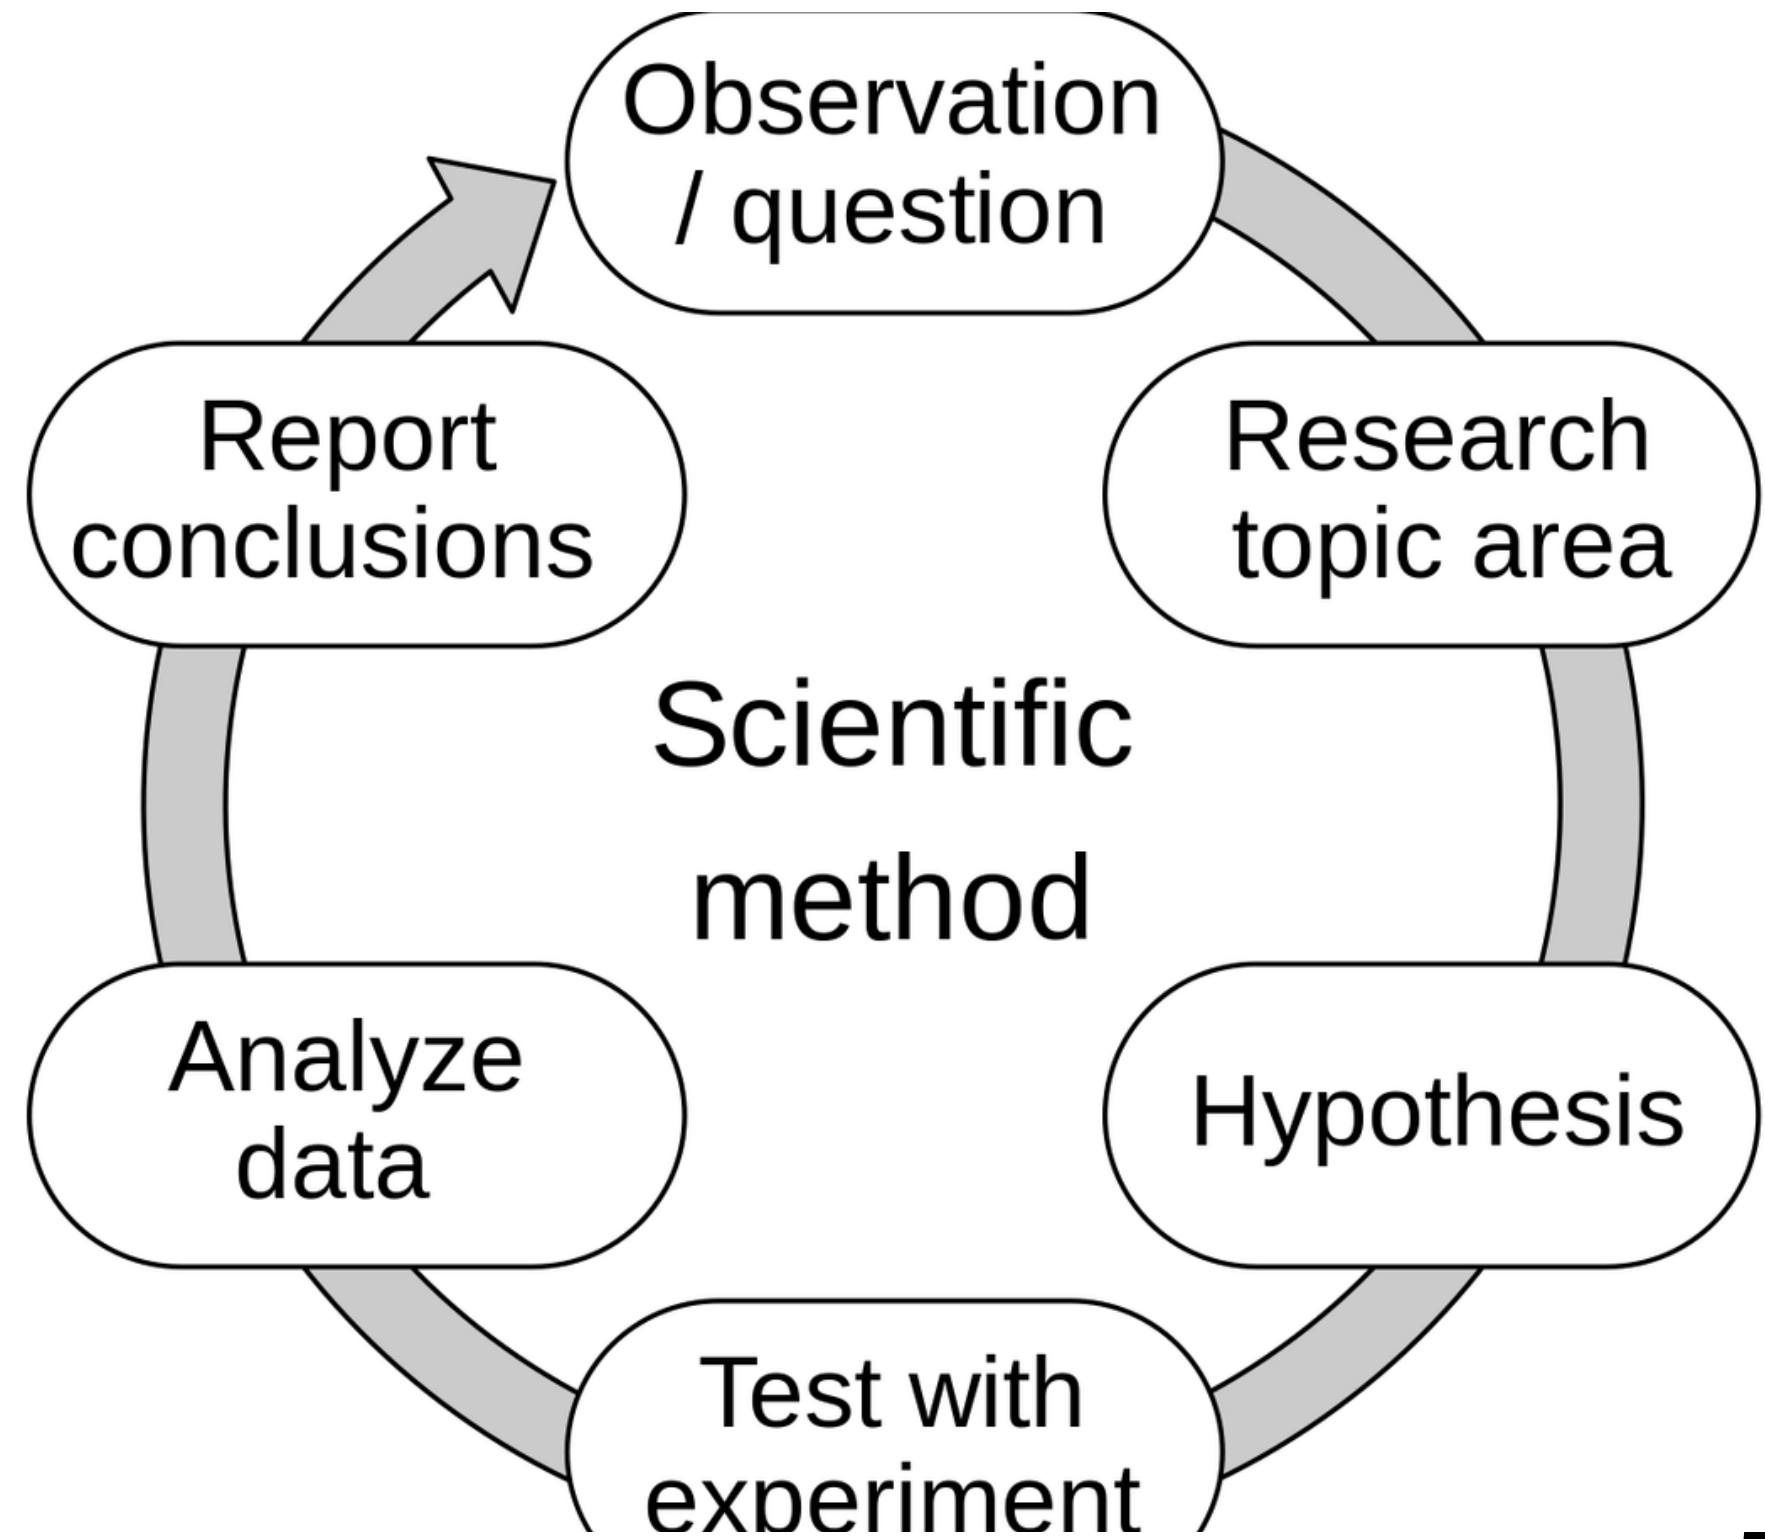 Observation
/ question
Research
topic area
Hypothesis
Test with
experiment
Analyze
data
Report
conclusions
Scientific
method